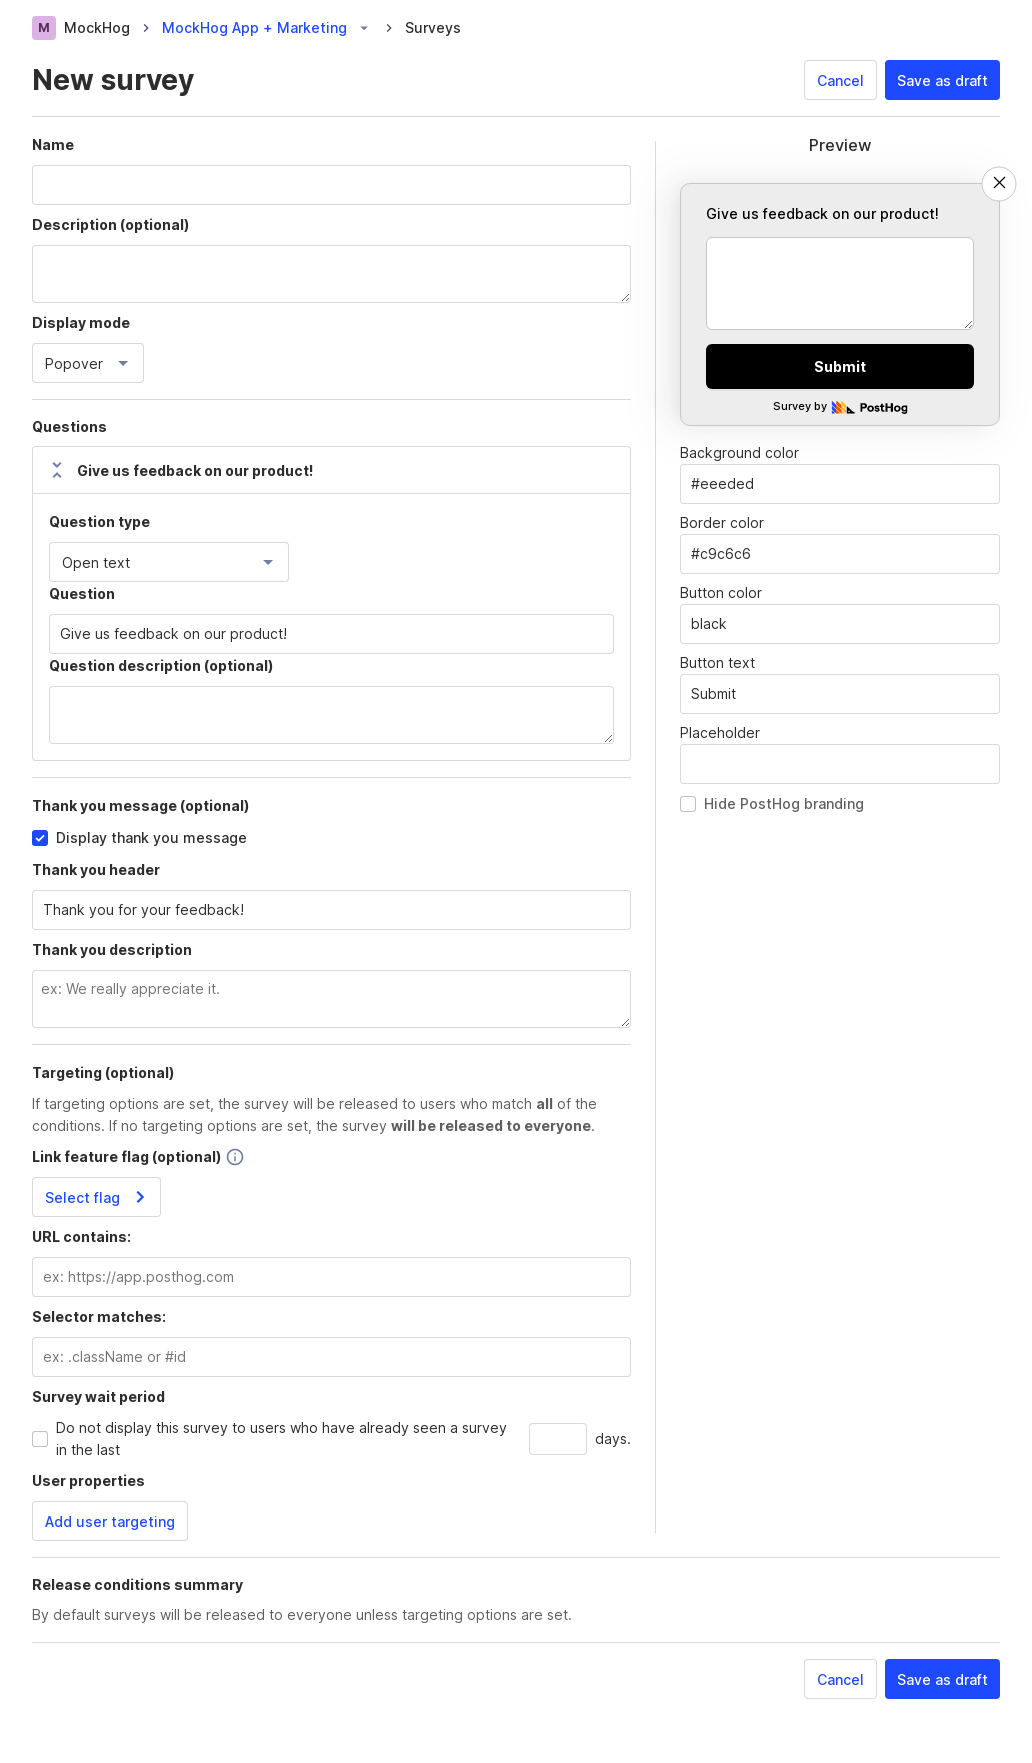 M MockHog > MockHog App + Marketing > Surveys
New survey
Cancel
Save as draft
Name
Description (optional)
Display mode
Popover
Questions
Give us feedback on our product!
Question type
Open text
Question
Give us feedback on our product!
Question description (optional)
Thank you message (optional)
Display thank you message
Thank you header
Thank you for your feedback!
Thank you description
ex: We really appreciate it.
Targeting (optional)
If targeting options are set, the survey will be released to users who match all of the
conditions. If no targeting options are set, the survey will be released to everyone.
Link feature flag (optional)
Select flag
URL contains:
ex: https://app.posthog.com
Selector matches:
ex: .className or #id
Survey wait period
Do not display this survey to users who have already seen a survey
in the last
days.
User properties
Add user targeting
Preview
Give us feedback on our product!
Submit
Survey by PostHog
Background color
#eeeded
Border color
#c9c6c6
Button color
black
Button text
Submit
Placeholder
Hide PostHog branding
Release conditions summary
By default surveys will be released to everyone unless targeting options are set.
Cancel
Save as draft